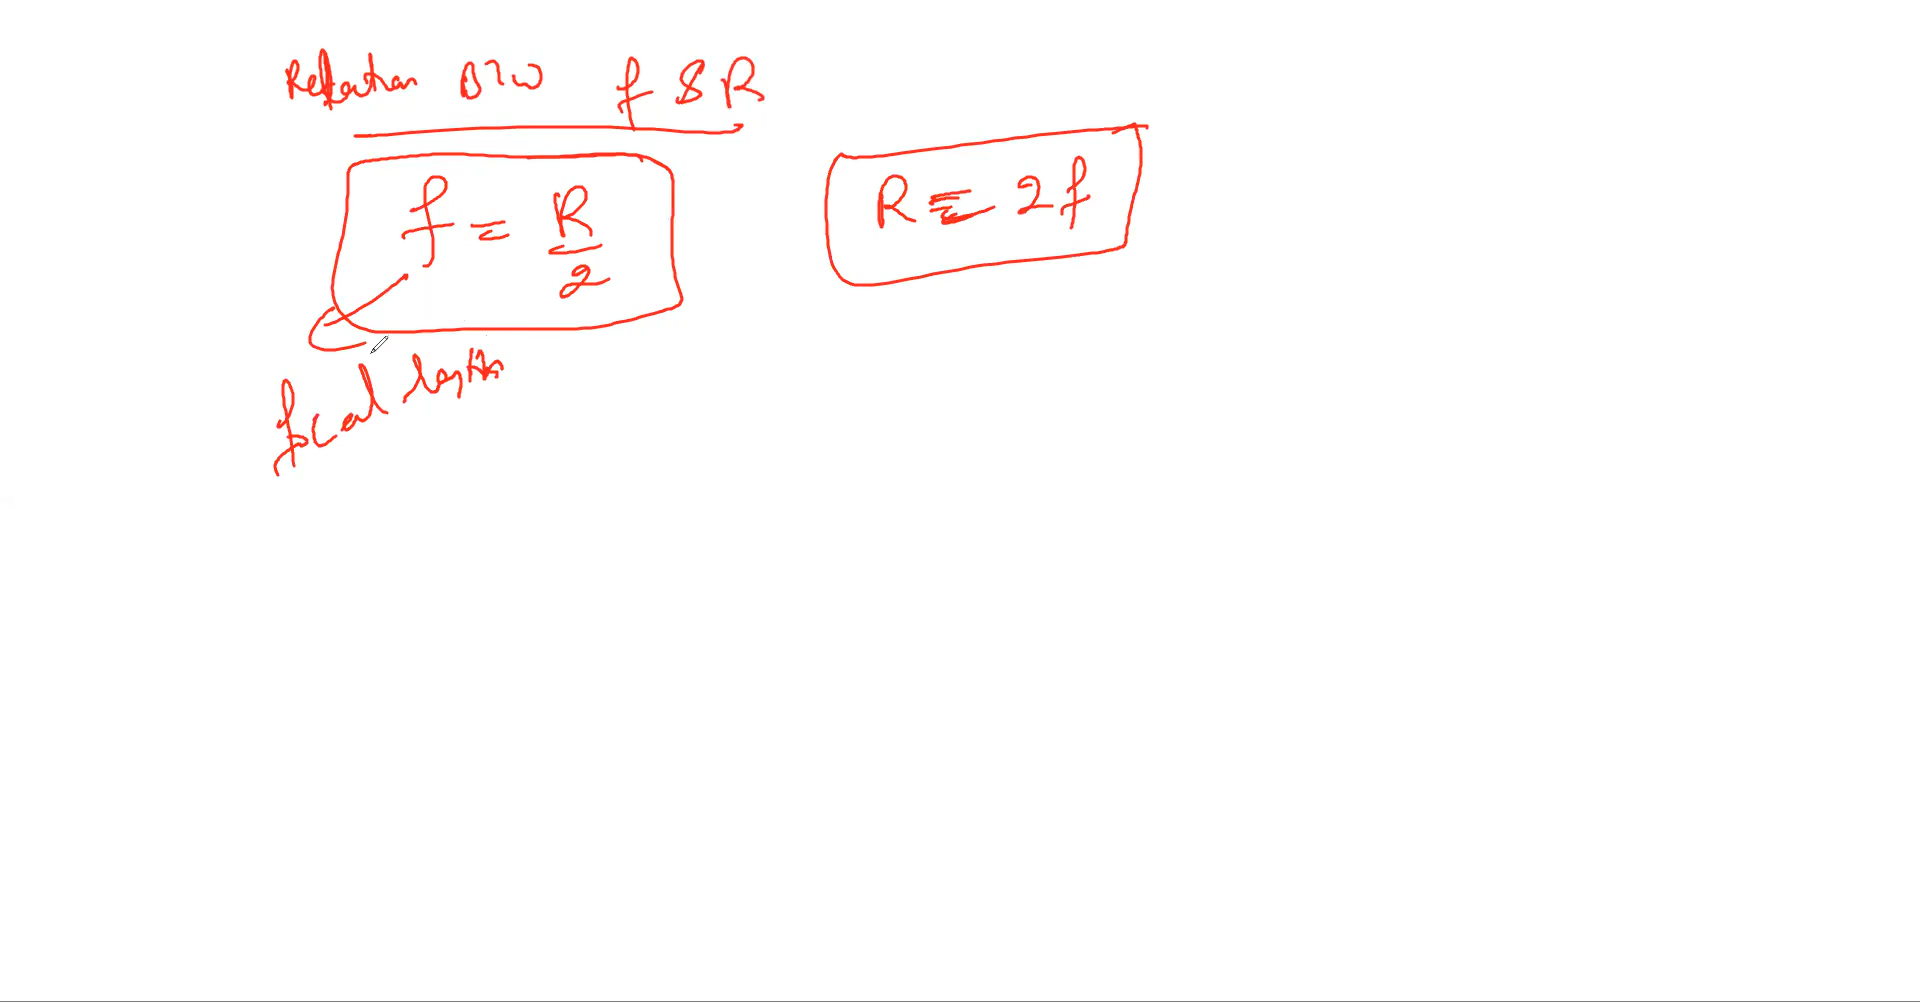 Relation B/w f & R
f = R/2
R = 2f
focal length